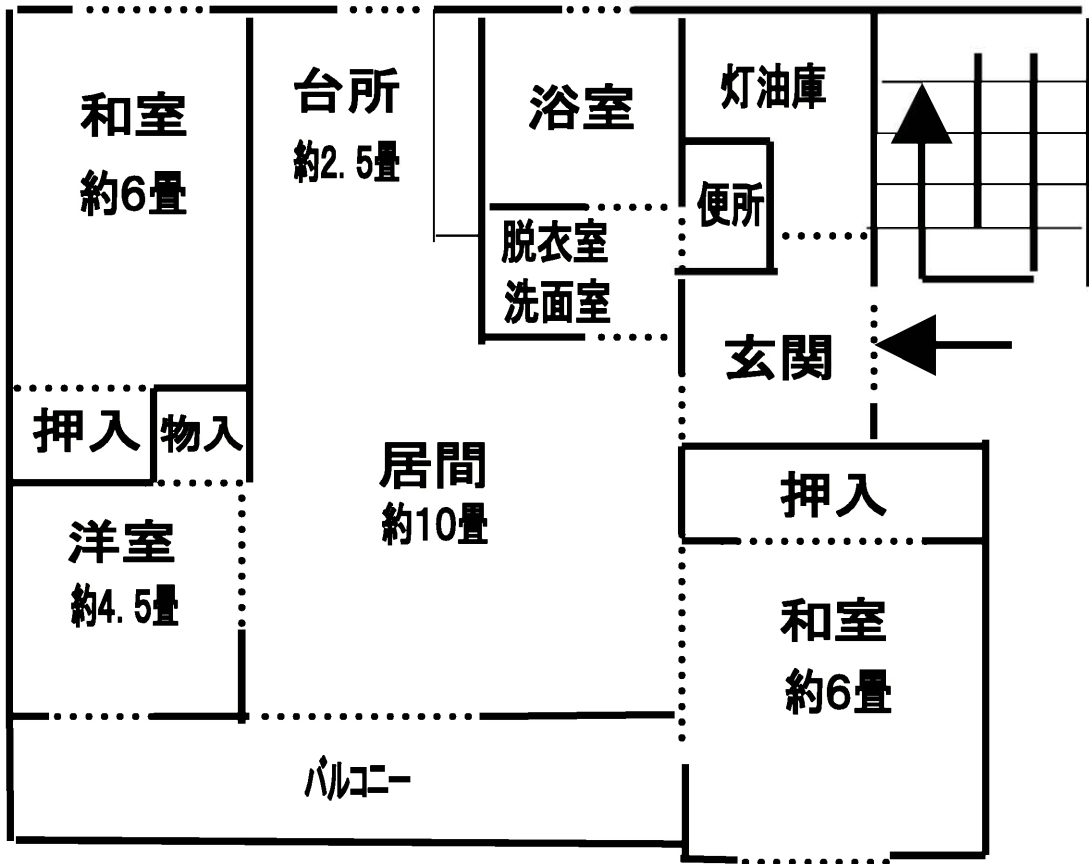 和室
約6畳
台所
約2.5畳
浴室
灯油庫
便所
脱衣室
洗面室
玄関
押入
物入
居間
約10畳
押入
洋室
約4.5畳
和室
約6畳
バルコニー